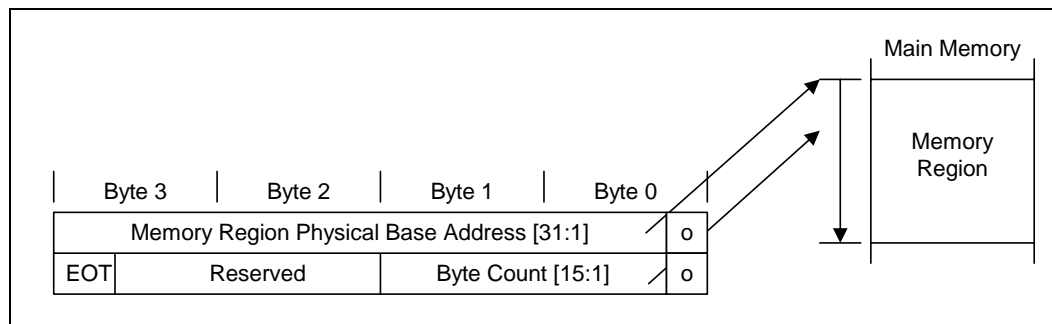 Main Memory
Memory
Region
Byte 3 Byte 2 Byte 1 Byte 0
Memory Region Physical Base Address [31:1] o
EOT Reserved Byte Count [15:1] o